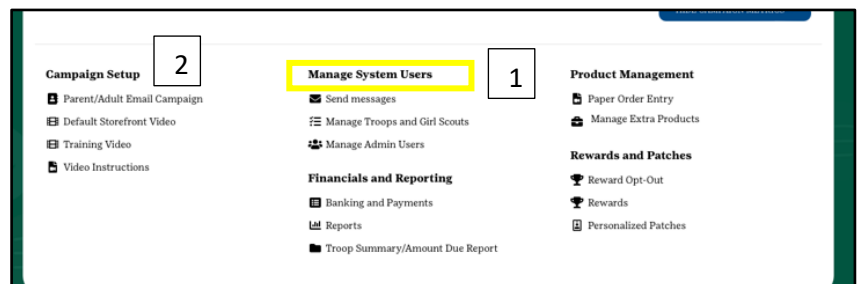 Campaign Setup
2
Parent/Adult Email Campaign
Default Storefront Video
Training Video
Video Instructions
Manage System Users
1
Send messages
Manage Troops and Girl Scouts
Manage Admin Users
Financials and Reporting
Banking and Payments
Reports
Troop Summary/Amount Due Report
Product Management
Paper Order Entry
Manage Extra Products
Rewards and Patches
Reward Opt-Out
Rewards
Personalized Patches